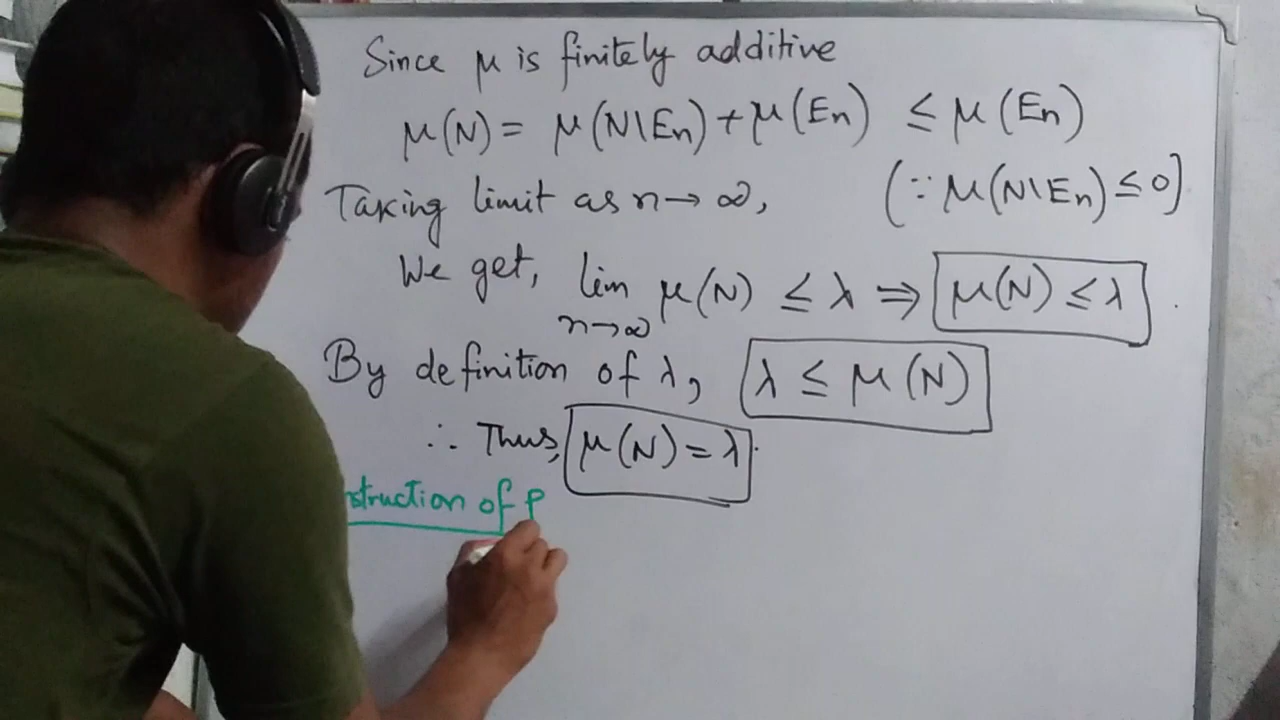 Since μ is finitely additive
μ(N) = μ(N\En) + μ(En) ≤ μ(En)
Taking limit as n→∞, (∵ μ(N\En) ≤ 0)
We get, lim n→∞ μ(N) ≤ λ ⇒ μ(N) ≤ λ.
By definition of λ, λ ≤ μ(N)
∴ Thus, μ(N) = λ.
struction of P